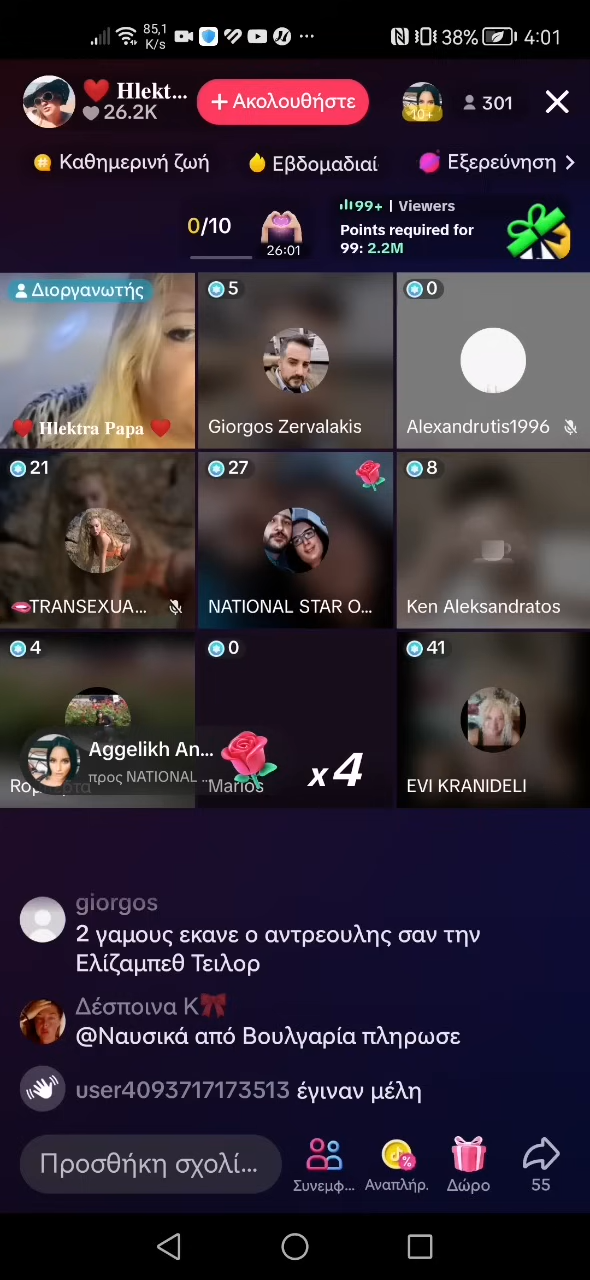 85,1
K/s
38%
4:01
Hlekt...
26.2K
+ Ακολουθήστε
10+
301
Καθημερινή ζωή
Εβδομαδιαί
Εξερεύνηση
0/10
26:01
99+ | Viewers
Points required for
99: 2.2M
Διοργανωτής
Hlektra Papa
5
Giorgos Zervalakis
0
Alexandrutis1996
21
TRANSEXUA...
27
NATIONAL STAR O...
8
Ken Aleksandratos
4
0
Marios
41
EVI KRANIDELI
Aggelikh An...
προς NATIONAL ...
x4
giorgos
2 γαμους εκανε ο αντρεουλης σαν την
Ελίζαμπεθ Τειλορ
Δέσποινα Κ
@Ναυσικά από Βουλγαρία πληρωσε
user4093717173513 έγιναν μέλη
Προσθήκη σχολί...
Συνεμφ...
Αναπλήρ.
Δώρο
55